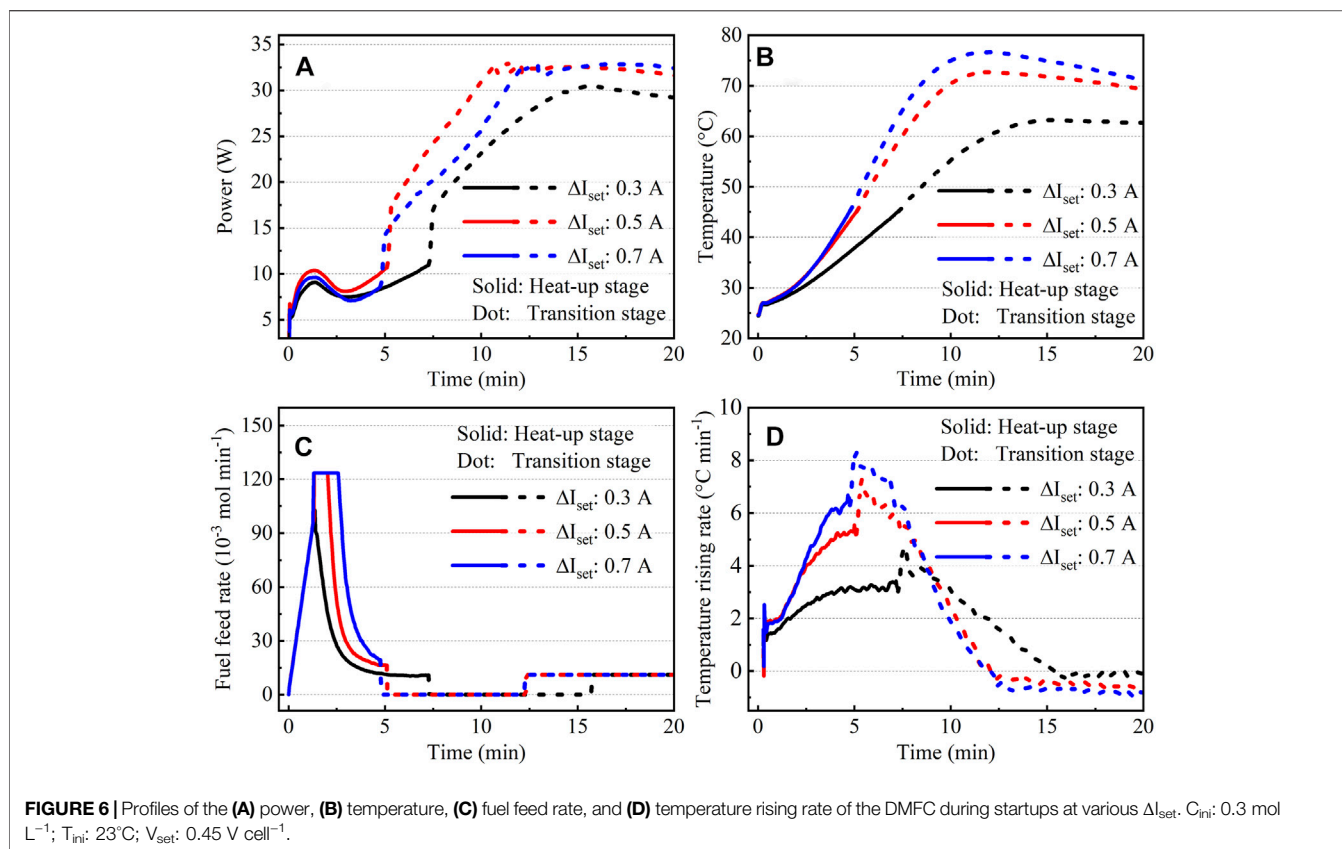 A
Power (W)
35
30
25
20
15
10
5
ΔIset: 0.3 A
ΔIset: 0.5 A
ΔIset: 0.7 A
Solid: Heat-up stage
Dot: Transition stage
0 5 10 15 20
Time (min)
B
Temperature (°C)
80
70
60
50
40
30
20
ΔIset: 0.3 A
ΔIset: 0.5 A
ΔIset: 0.7 A
Solid: Heat-up stage
Dot: Transition stage
0 5 10 15 20
Time (min)
C
Fuel feed rate (10⁻³ mol min⁻¹)
150
120
90
60
30
0
Solid: Heat-up stage
Dot: Transition stage
ΔIset: 0.3 A
ΔIset: 0.5 A
ΔIset: 0.7 A
0 5 10 15 20
Time (min)
D
Temperature rising rate (°C min⁻¹)
10
8
6
4
2
0
Solid: Heat-up stage
Dot: Transition stage
ΔIset: 0.3 A
ΔIset: 0.5 A
ΔIset: 0.7 A
0 5 10 15 20
Time (min)
FIGURE 6 | Profiles of the (A) power, (B) temperature, (C) fuel feed rate, and (D) temperature rising rate of the DMFC during startups at various ΔIset. Cini: 0.3 mol
L⁻¹; Tini: 23°C; Vset: 0.45 V cell⁻¹.